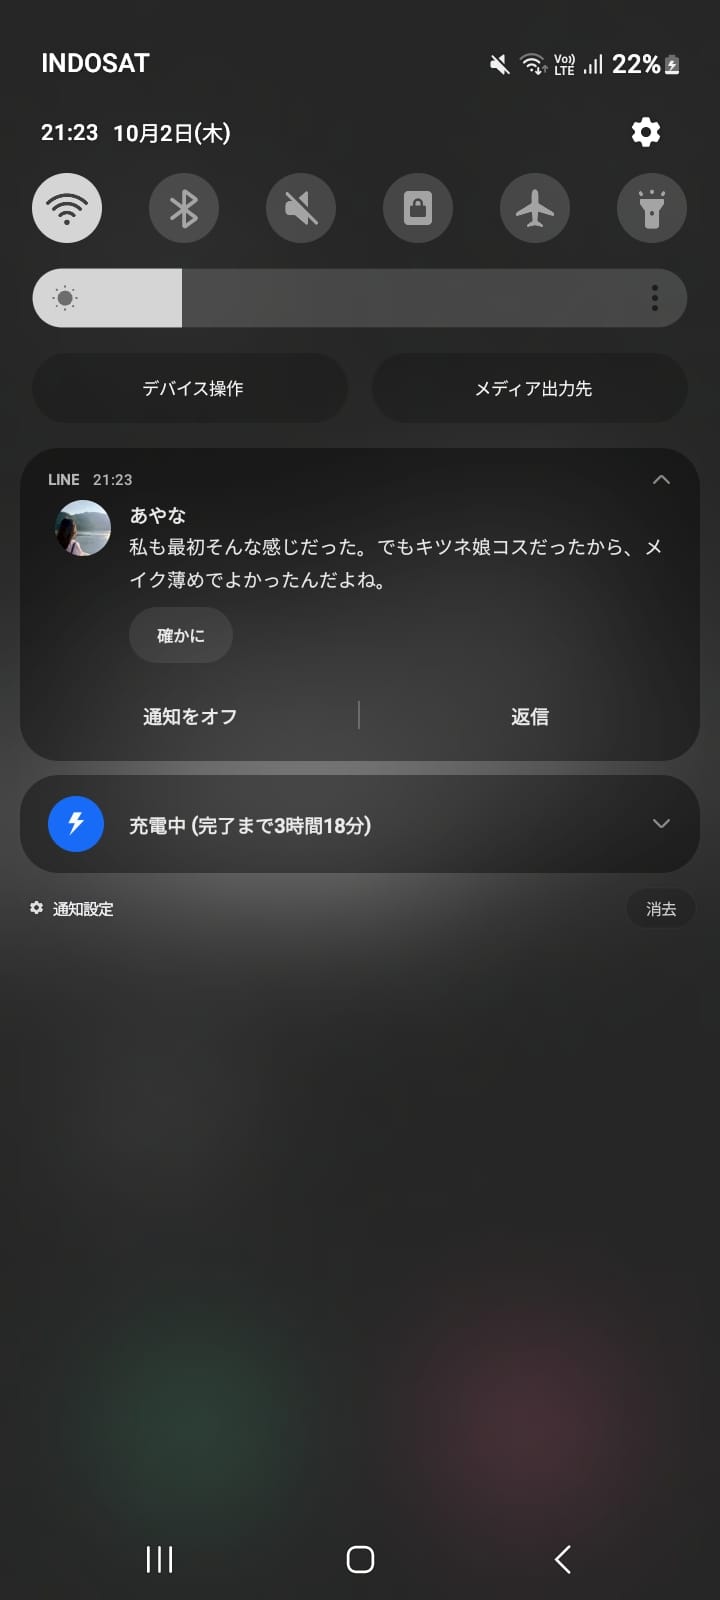 INDOSAT
Vo)) LTE 22%
21:23 10月2日(木)
デバイス操作
メディア出力先
LINE 21:23
あやな
私も最初そんな感じだった。でもキツネ娘コスだったから、メ
イク薄めでよかったんだよね。
確かに
通知をオフ
返信
充電中 (完了まで3時間18分)
通知設定
消去